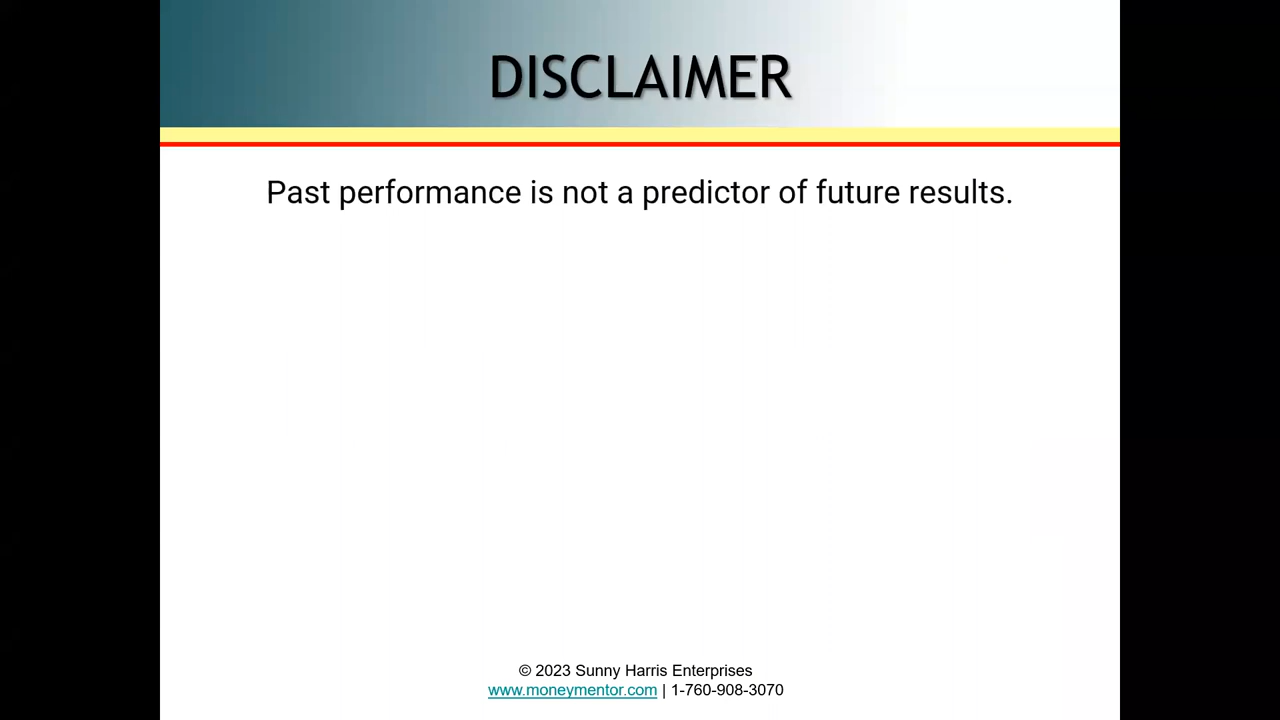 DISCLAIMER
Past performance is not a predictor of future results.
© 2023 Sunny Harris Enterprises
www.moneymentor.com | 1-760-908-3070